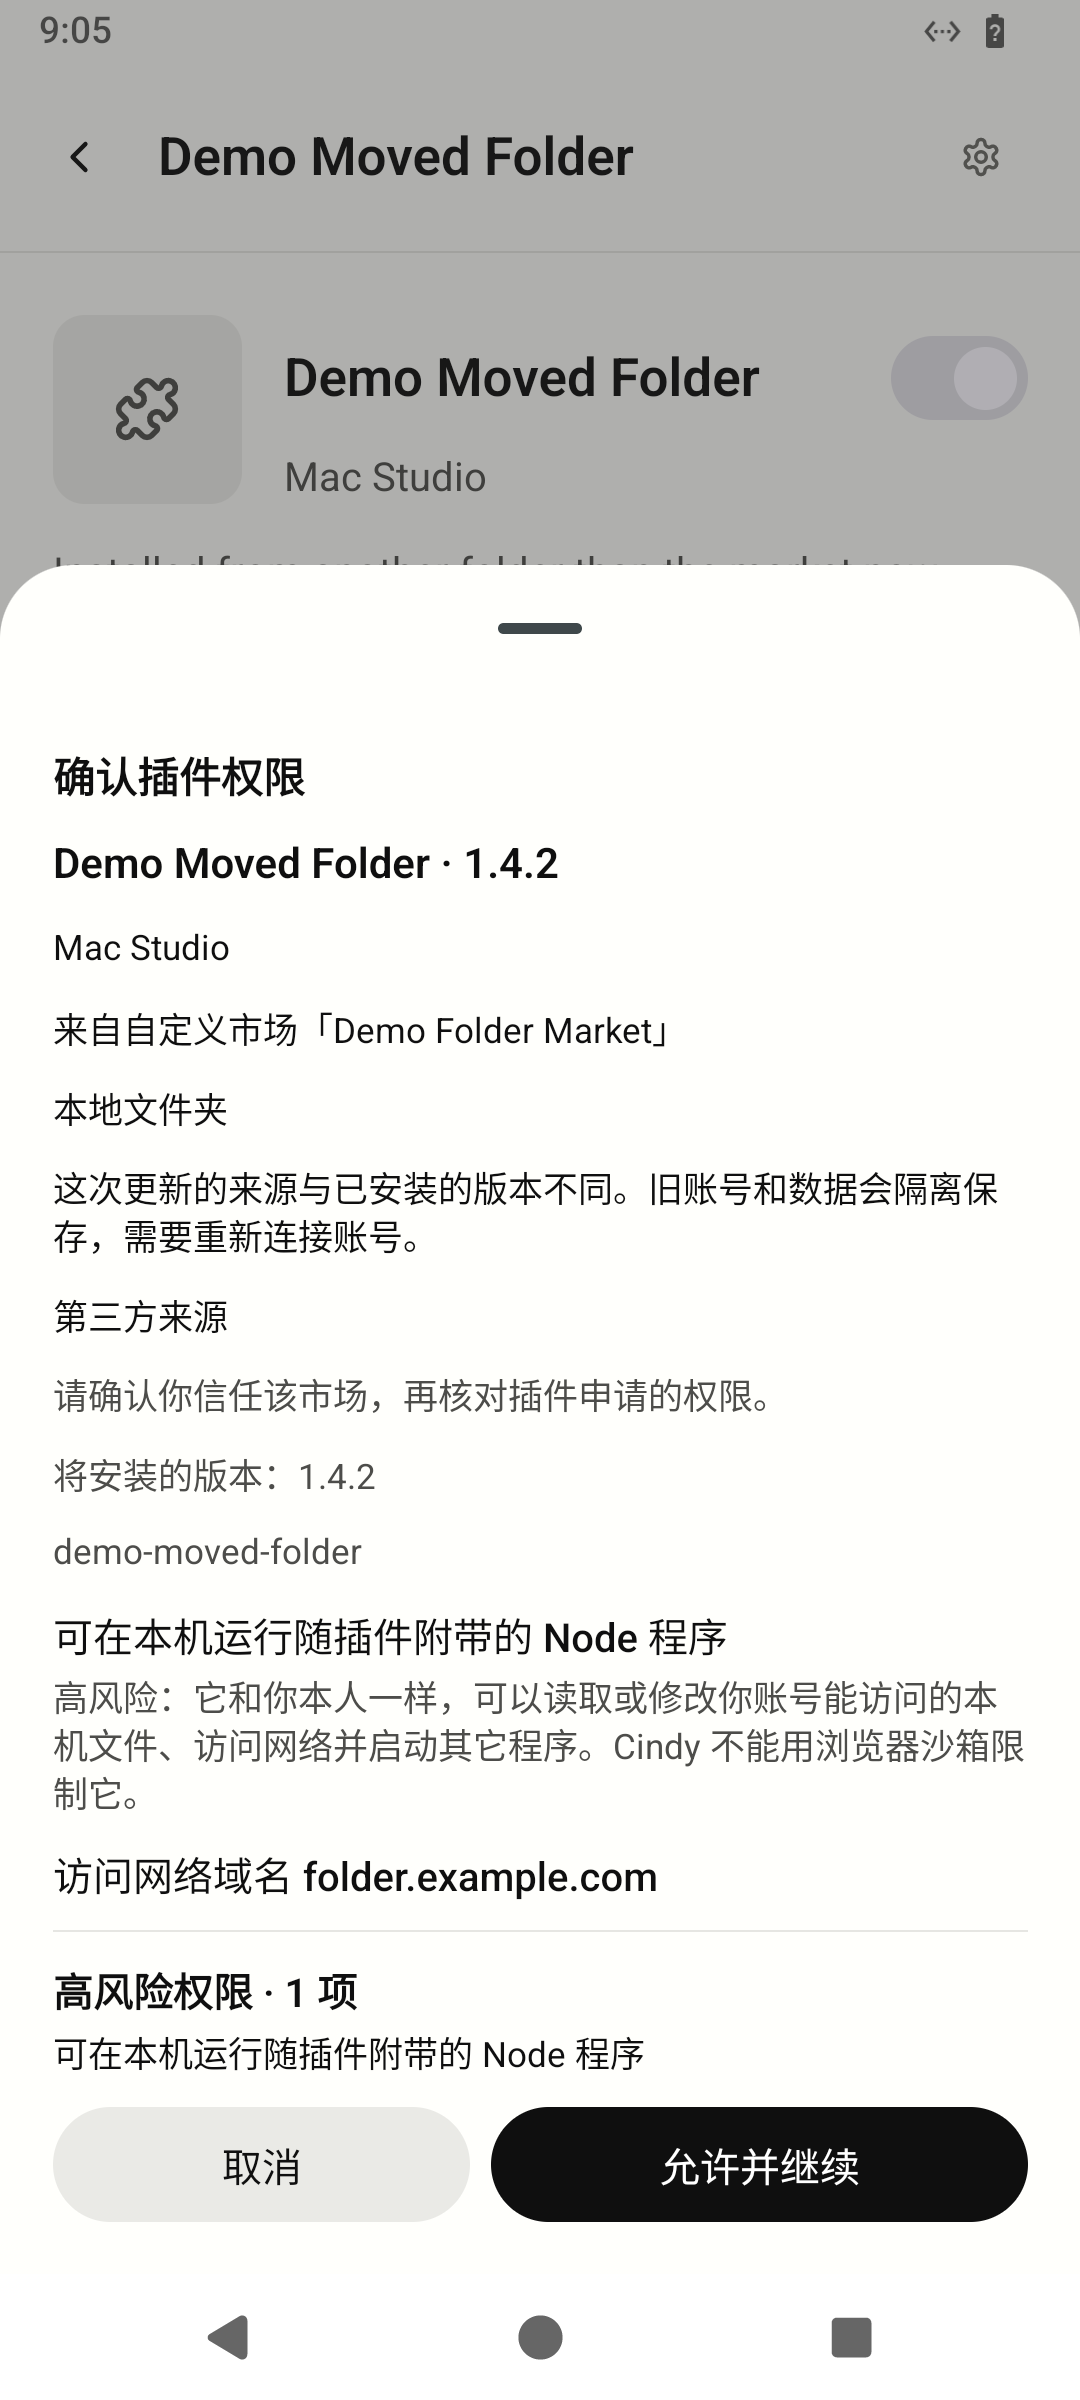 9:05
Demo Moved Folder
Demo Moved Folder
Mac Studio
确认插件权限
Demo Moved Folder · 1.4.2
Mac Studio
来自自定义市场「Demo Folder Market」
本地文件夹
这次更新的来源与已安装的版本不同。旧账号和数据会隔离保
存，需要重新连接账号。
第三方来源
请确认你信任该市场，再核对插件申请的权限。
将安装的版本：1.4.2
demo-moved-folder
可在本机运行随插件附带的 Node 程序
高风险：它和你本人一样，可以读取或修改你账号能访问的本
机文件、访问网络并启动其它程序。Cindy 不能用浏览器沙箱限
制它。
访问网络域名 folder.example.com
高风险权限 · 1 项
可在本机运行随插件附带的 Node 程序
取消
允许并继续